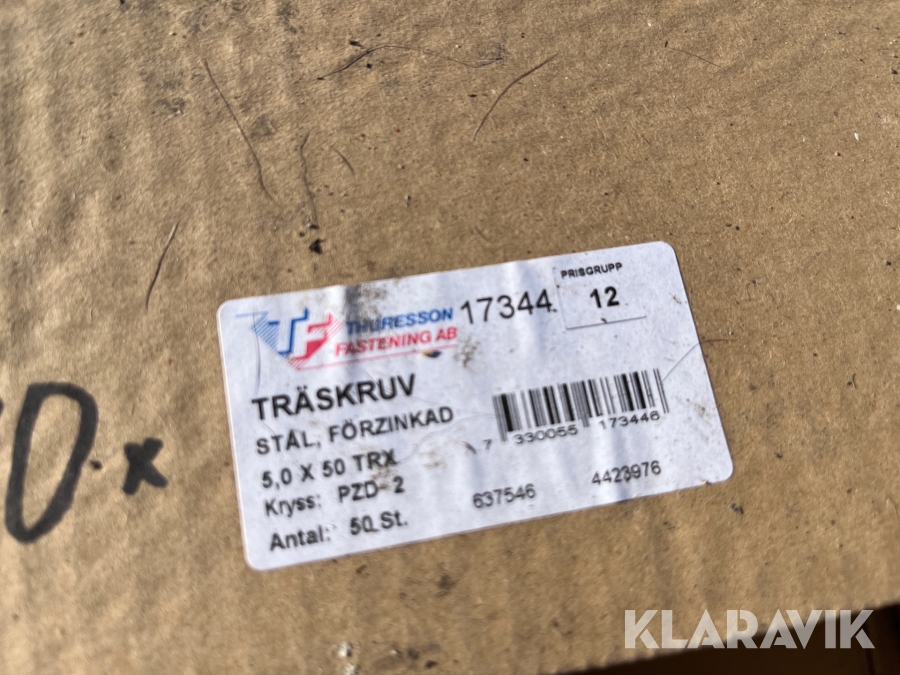 THURESSON
FASTENING AB
17344
PRISGRUPP
12
TRÄSKRUV
STÅL, FÖRZINKAD
5,0 X 50 TRX
Kryss: PZD 2
Antal: 50 St.
7 330055 173446
637546
4423976
0.x
KLARAVIK